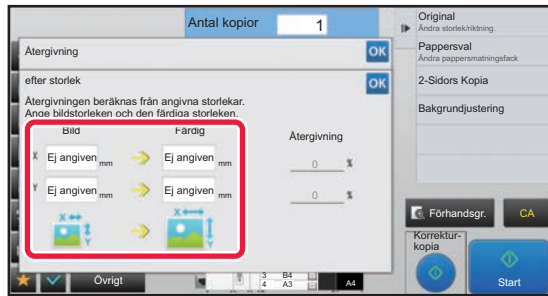 Antal kopior
1
Original
Ändra storlek/riktning.
Pappersval
Ändra pappersmatningsfack
2-Sidors Kopia
Bakgrundjustering
Återgivning
OK
efter storlek
OK
Återgivningen beräknas från angivna storlekar.
Ange bildstorleken och den färdiga storleken.
Bild
Färdig
Återgivning
X Ej angiven mm Ej angiven mm 0 %
Y Ej angiven mm Ej angiven mm 0 %
X Y X Y
Förhandsgr.
CA
Korrektur-
kopia
Start
Övrigt
3 B4
4 A3
A4